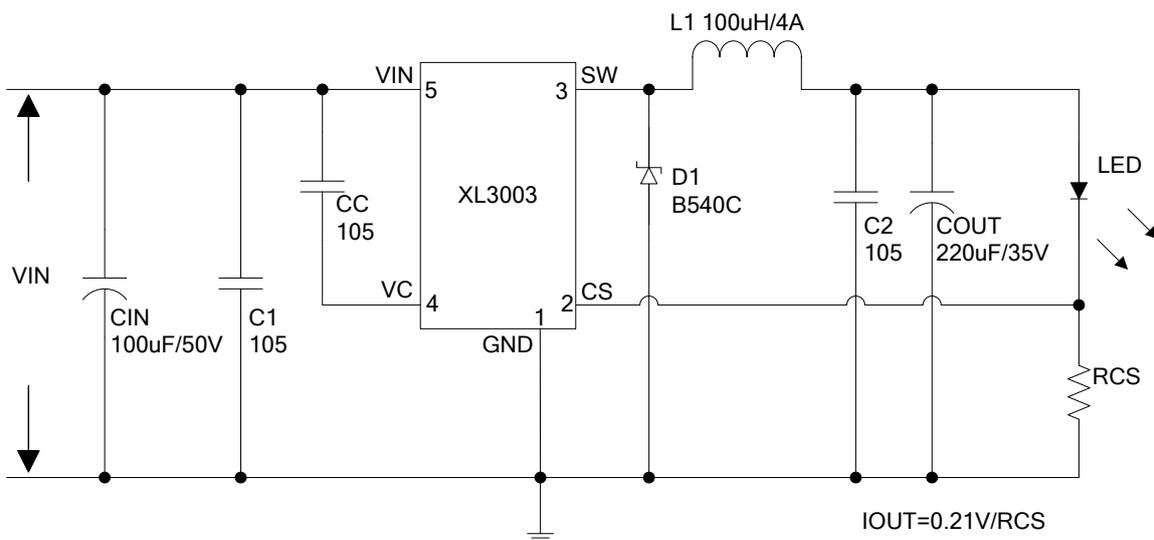 L1 100uH/4A
VIN
5
3
SW
XL3003
CC
105
D1
B540C
LED
C2
105
COUT
220uF/35V
VIN
VC
4
2
CS
1
GND
CIN
100uF/50V
C1
105
RCS
IOUT=0.21V/RCS